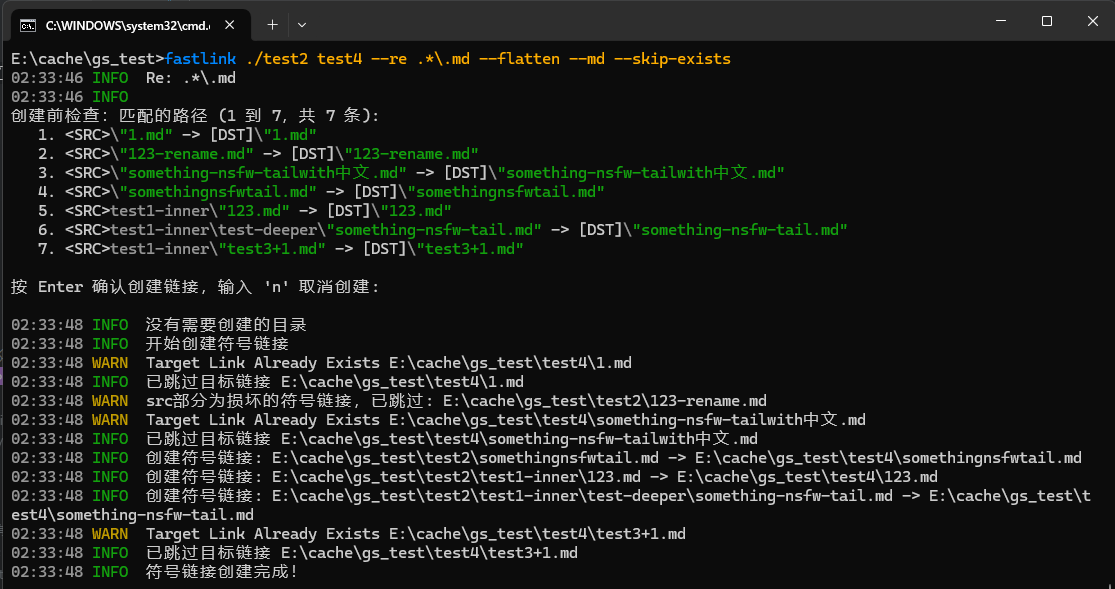 C:\WINDOWS\system32\cmd.
E:\cache\gs_test>fastlink ./test2 test4 --re .*\.md --flatten --md --skip-exists
02:33:46 INFO  Re: .*\.md
02:33:46 INFO
创建前检查: 匹配的路径 (1 到 7, 共 7 条):
   1. <SRC>\"1.md" -> [DST]\"1.md"
   2. <SRC>\"123-rename.md" -> [DST]\"123-rename.md"
   3. <SRC>\"something-nsfw-tailwith中文.md" -> [DST]\"something-nsfw-tailwith中文.md"
   4. <SRC>\"somethingnsfwtail.md" -> [DST]\"somethingnsfwtail.md"
   5. <SRC>test1-inner\"123.md" -> [DST]\"123.md"
   6. <SRC>test1-inner\test-deeper\"something-nsfw-tail.md" -> [DST]\"something-nsfw-tail.md"
   7. <SRC>test1-inner\"test3+1.md" -> [DST]\"test3+1.md"
按 Enter 确认创建链接, 输入 'n' 取消创建:
02:33:48 INFO  没有需要创建的目录
02:33:48 INFO  开始创建符号链接
02:33:48 WARN  Target Link Already Exists E:\cache\gs_test\test4\1.md
02:33:48 INFO  已跳过目标链接 E:\cache\gs_test\test4\1.md
02:33:48 WARN  src部分为损坏的符号链接, 已跳过: E:\cache\gs_test\test2\123-rename.md
02:33:48 WARN  Target Link Already Exists E:\cache\gs_test\test4\something-nsfw-tailwith中文.md
02:33:48 INFO  已跳过目标链接 E:\cache\gs_test\test4\something-nsfw-tailwith中文.md
02:33:48 INFO  创建符号链接: E:\cache\gs_test\test2\somethingnsfwtail.md -> E:\cache\gs_test\test4\somethingnsfwtail.md
02:33:48 INFO  创建符号链接: E:\cache\gs_test\test2\test1-inner\123.md -> E:\cache\gs_test\test4\123.md
02:33:48 INFO  创建符号链接: E:\cache\gs_test\test2\test1-inner\test-deeper\something-nsfw-tail.md -> E:\cache\gs_test\t
est4\something-nsfw-tail.md
02:33:48 WARN  Target Link Already Exists E:\cache\gs_test\test4\test3+1.md
02:33:48 INFO  已跳过目标链接 E:\cache\gs_test\test4\test3+1.md
02:33:48 INFO  符号链接创建完成!